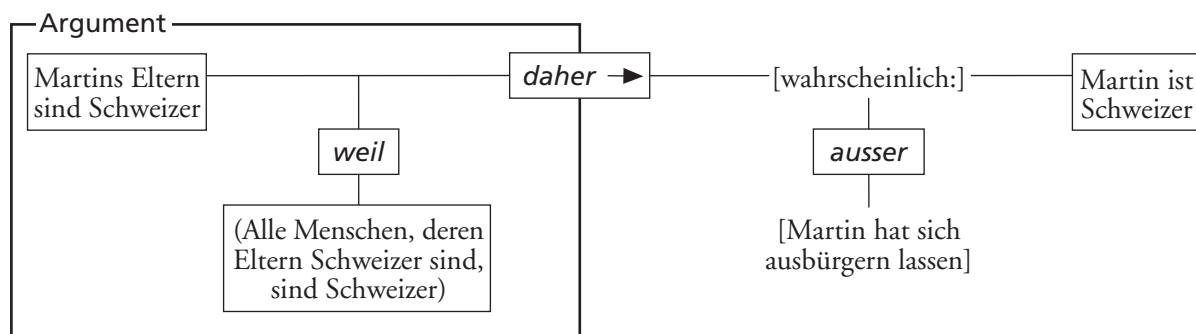 Argument
Martins Eltern
sind Schweizer
daher
[wahrscheinlich:]
Martin ist
Schweizer
weil
ausser
(Alle Menschen, deren
Eltern Schweizer sind,
sind Schweizer)
[Martin hat sich
ausbürgern lassen]